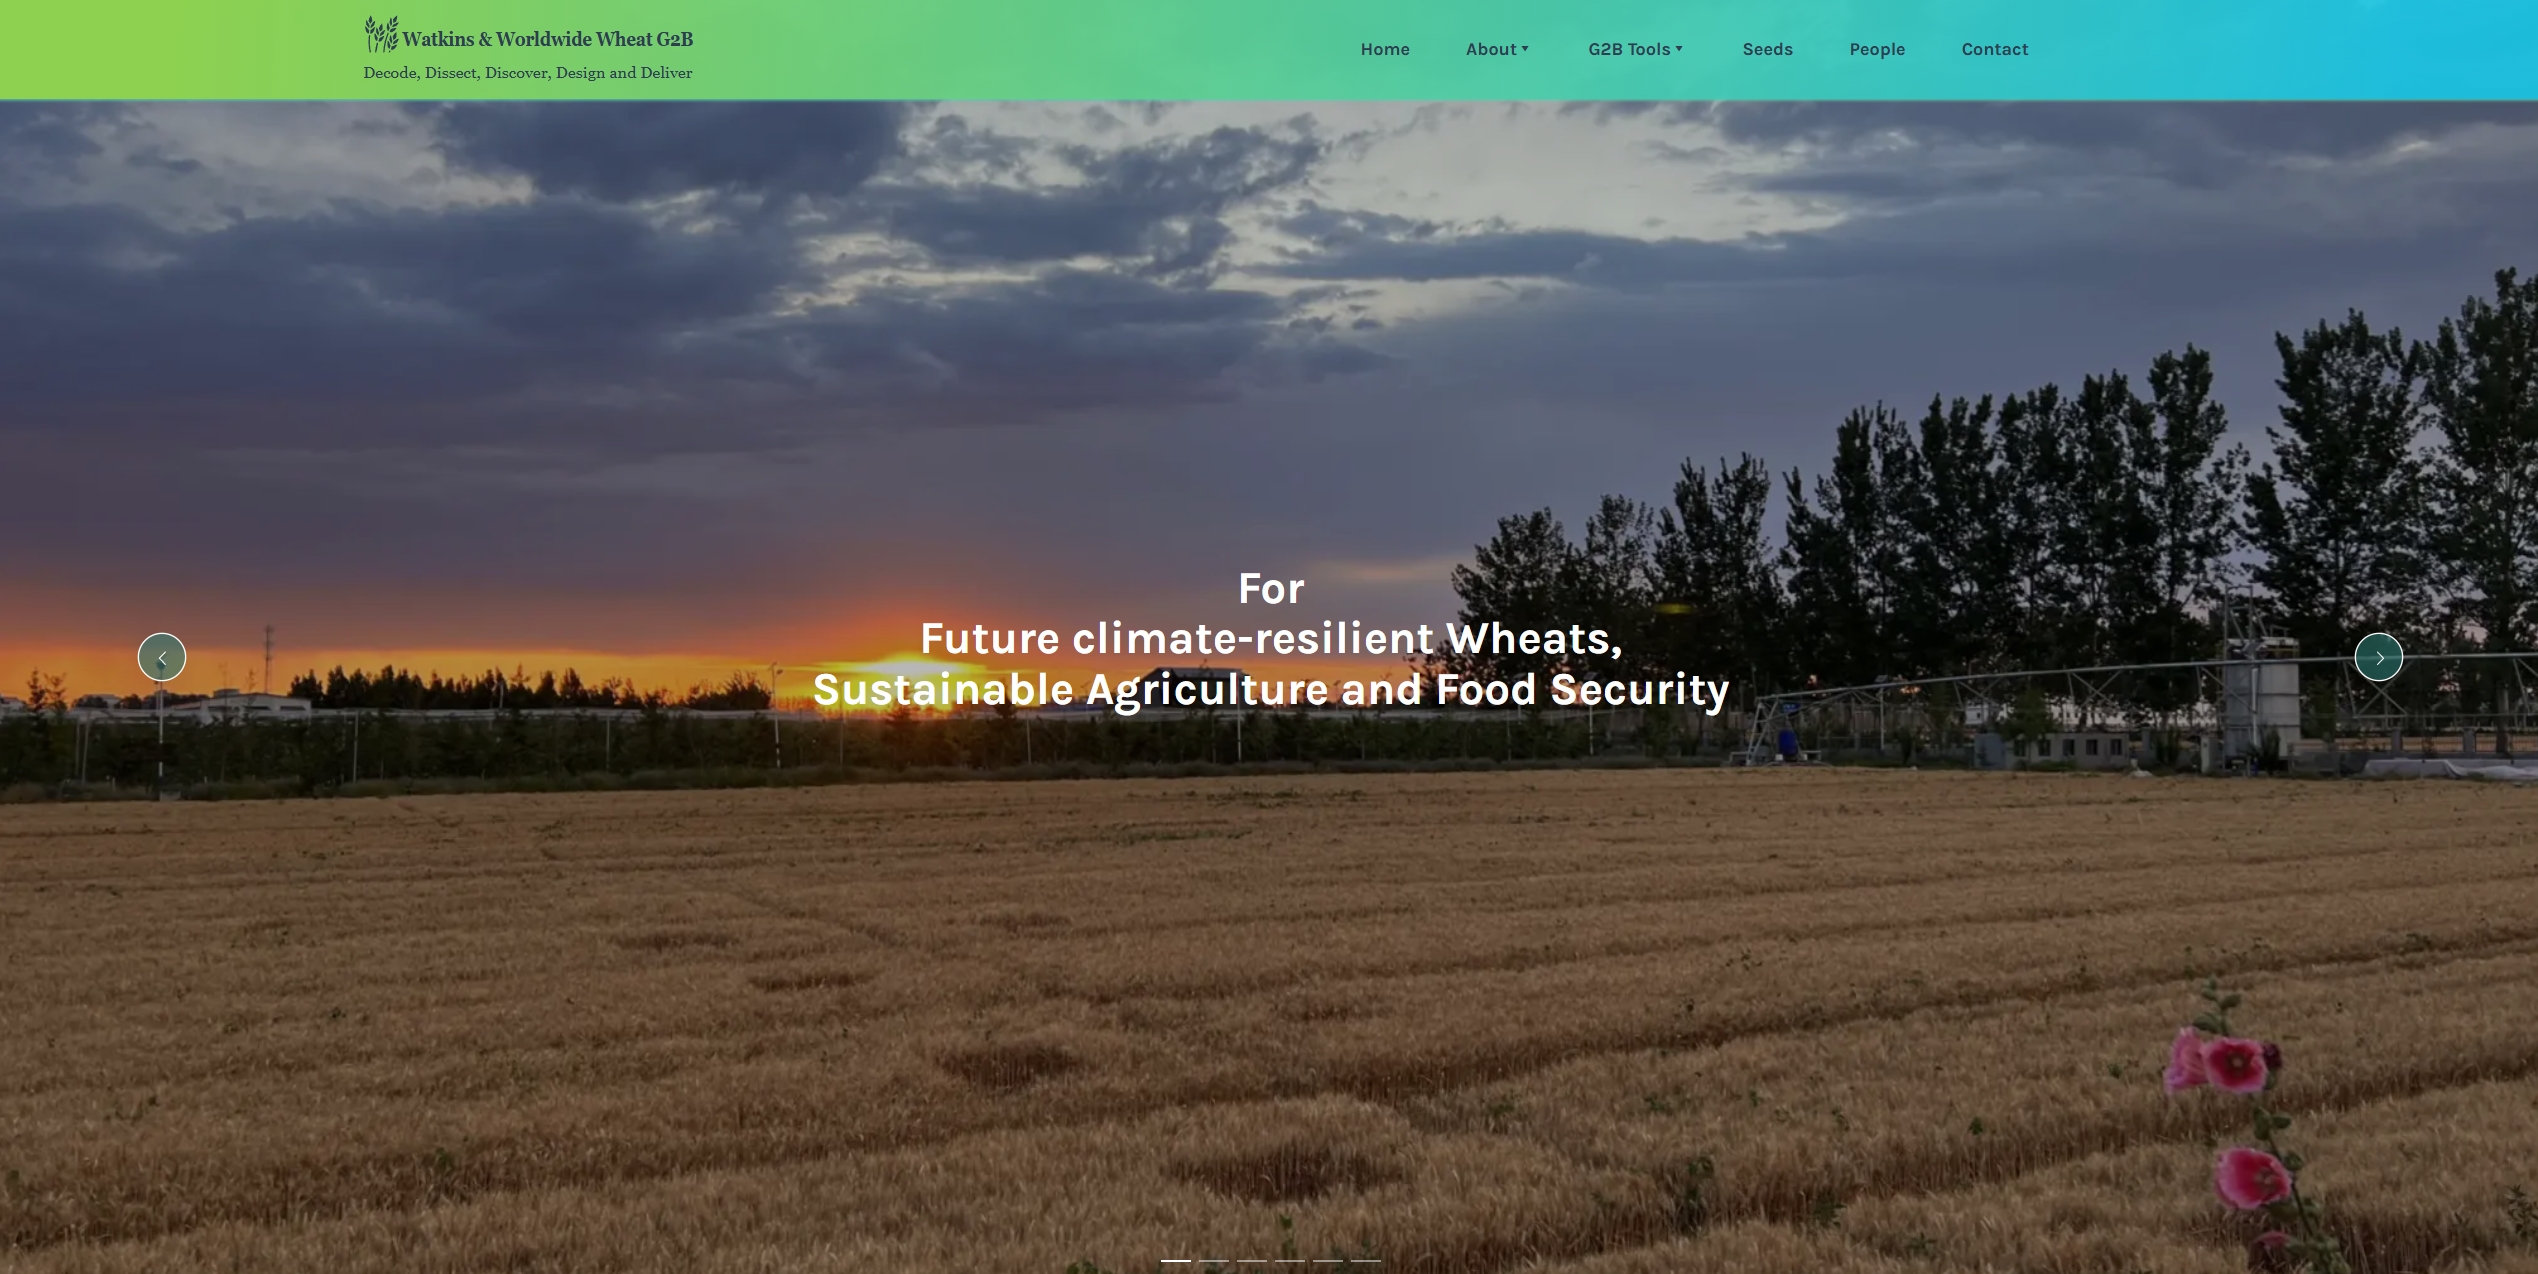 Watkins & Worldwide Wheat G2B
Decode, Dissect, Discover, Design and Deliver
Home
About
G2B Tools
Seeds
People
Contact
For
Future climate-resilient Wheats,
Sustainable Agriculture and Food Security